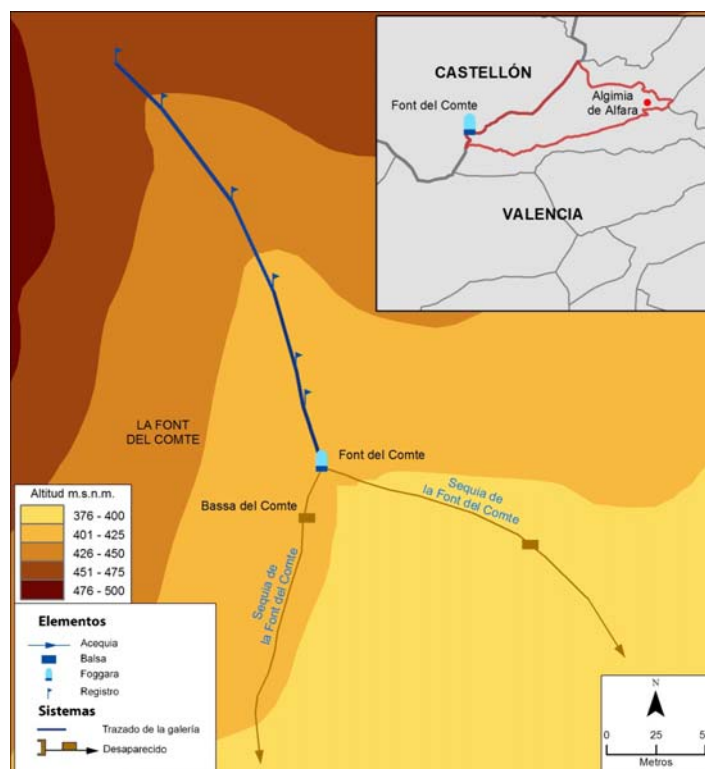 CASTELLÓN
Font del Comte
Algimia
de Alfara
VALENCIA
LA FONT
DEL COMTE
Font del Comte
Bassa del Comte
Sequia de
la Font del Comte
Sequia de
la Font del Comte
Altitud m.s.n.m.
376 - 400
401 - 425
426 - 450
451 - 475
476 - 500
Elementos
Acequia
Balsa
Foggara
Registro
Sistemas
Trazado de la galería
Desaparecido
N
0 25 5
Metros